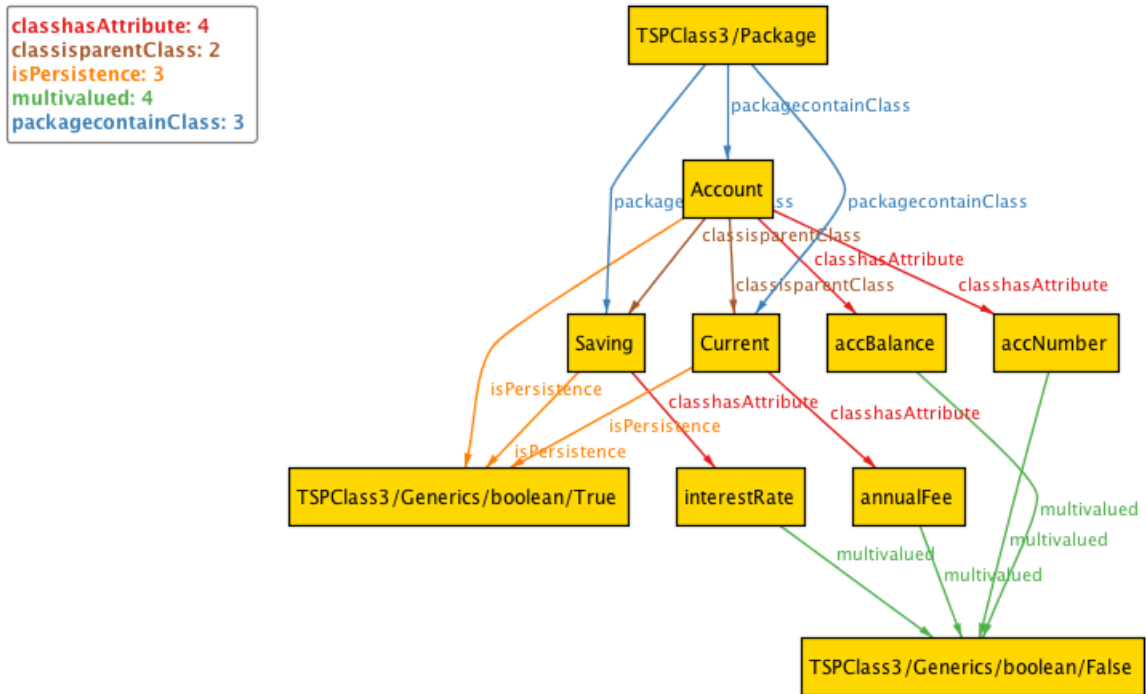 classhasAttribute: 4
classisparentClass: 2
isPersistence: 3
multivalued: 4
packagecontainClass: 3
TSPClass3/Package
packagecontainClass
Account
packagecontainClass
packagecontainClass
classisparentClass
classhasAttribute
classisparentClass
classhasAttribute
Saving
Current
accBalance
accNumber
isPersistence
classhasAttribute
classhasAttribute
isPersistence
isPersistence
TSPClass3/Generics/boolean/True
interestRate
annualFee
multivalued
multivalued
multivalued
multivalued
TSPClass3/Generics/boolean/False